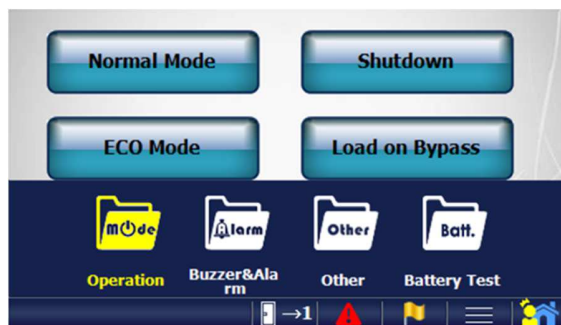 Normal Mode Shutdown
ECO Mode Load on Bypass
Mode Alarm Other Batt.
Operation Buzzer&Ala
rm Other Battery Test
→1